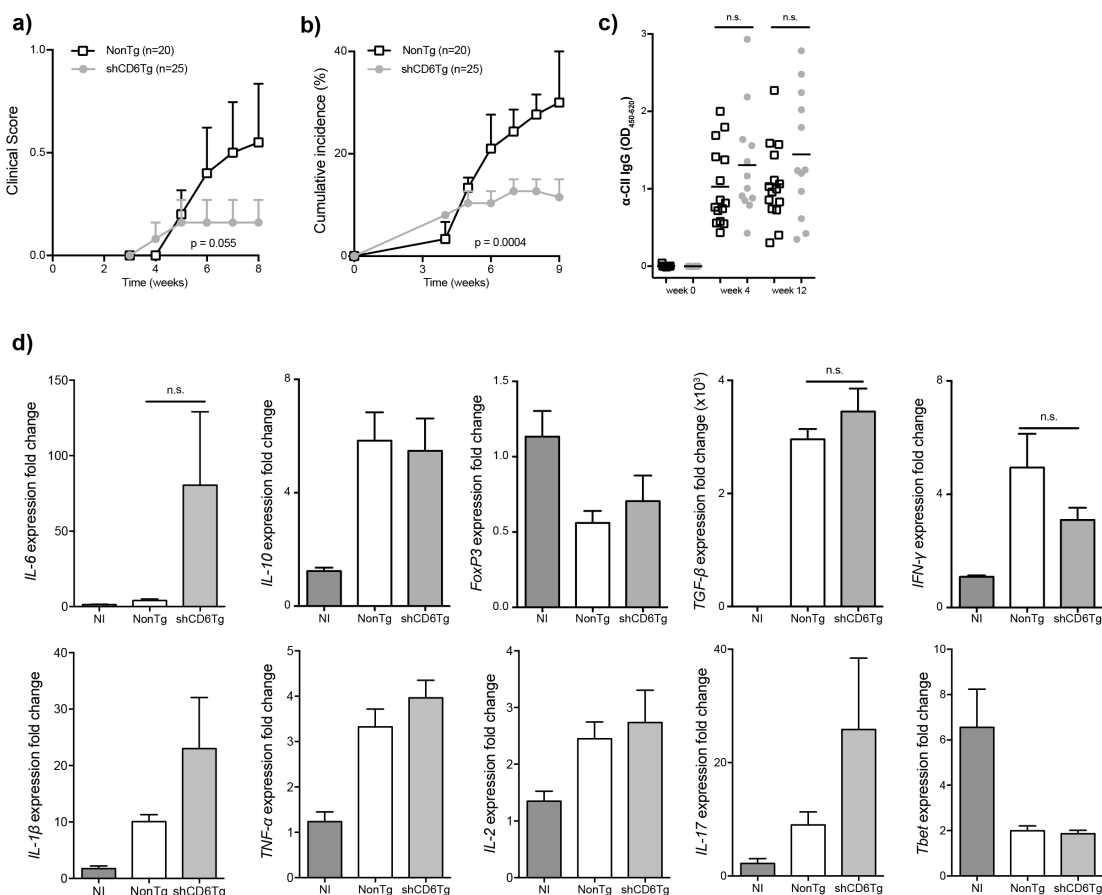 a)
NonTg (n=20)
shCD6Tg (n=25)
Clinical Score
1.0
0.5
0.0
0 2 4 6 8
Time (weeks)
p = 0.055
b)
NonTg (n=20)
shCD6Tg (n=25)
Cumulative incidence (%)
40
20
0
0 3 6 9
Time (weeks)
p = 0.0004
c)
n.s. n.s.
α-CII IgG (OD450-620)
3
2
1
0
week 0 week 4 week 12
d)
IL-6 expression fold change
150
100
50
0
n.s.
NI NonTg shCD6Tg
IL-10 expression fold change
8
4
0
NI NonTg shCD6Tg
FoxP3 expression fold change
1.5
1.0
0.5
0.0
NI NonTg shCD6Tg
TGF-β expression fold change (x10³)
4
2
0
n.s.
NI NonTg shCD6Tg
IFN-γ expression fold change
8
4
0
n.s.
NI NonTg shCD6Tg
IL-1β expression fold change
40
30
20
10
0
NI NonTg shCD6Tg
TNF-α expression fold change
5
4
3
2
1
0
NI NonTg shCD6Tg
IL-2 expression fold change
4
3
2
1
0
NI NonTg shCD6Tg
IL-17 expression fold change
40
20
0
NI NonTg shCD6Tg
Tbet expression fold change
10
8
6
4
2
0
NI NonTg shCD6Tg